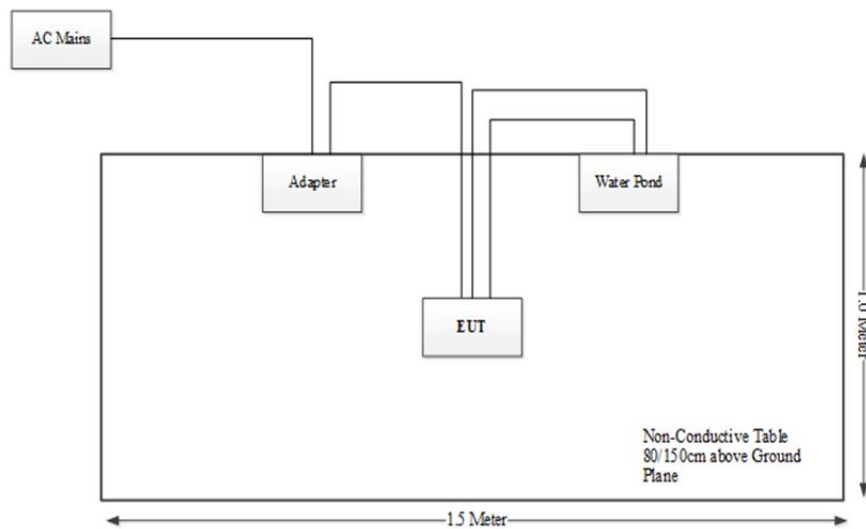 AC Mains
Adapter
Water Pond
EUT
1.0 Meter
Non-Conductive Table
80/150cm above Ground
Plane
1.5 Meter